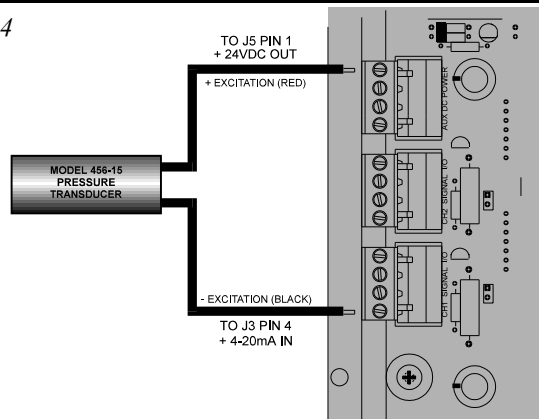 4
TO J5 PIN 1
+ 24VDC OUT
+ EXCITATION (RED)
MODEL 456-15
PRESSURE
TRANSDUCER
- EXCITATION (BLACK)
TO J3 PIN 4
+ 4-20mA IN
AUX DC POWER
CH2 SIGNAL I/O
CH1 SIGNAL I/O